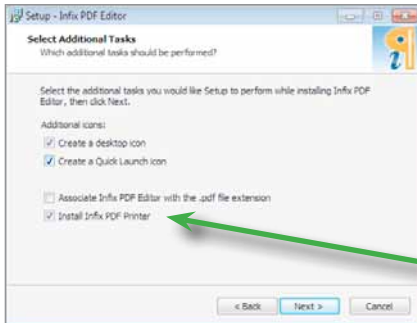 Setup - Infix PDF Editor
Select Additional Tasks
Which additional tasks should be performed?
Select the additional tasks you would like Setup to perform while installing Infix PDF
Editor, then click Next.
Additional icons:
Create a desktop icon
Create a Quick Launch icon
Associate Infix PDF Editor with the .pdf file extension
Install Infix PDF Printer
< Back
Next >
Cancel